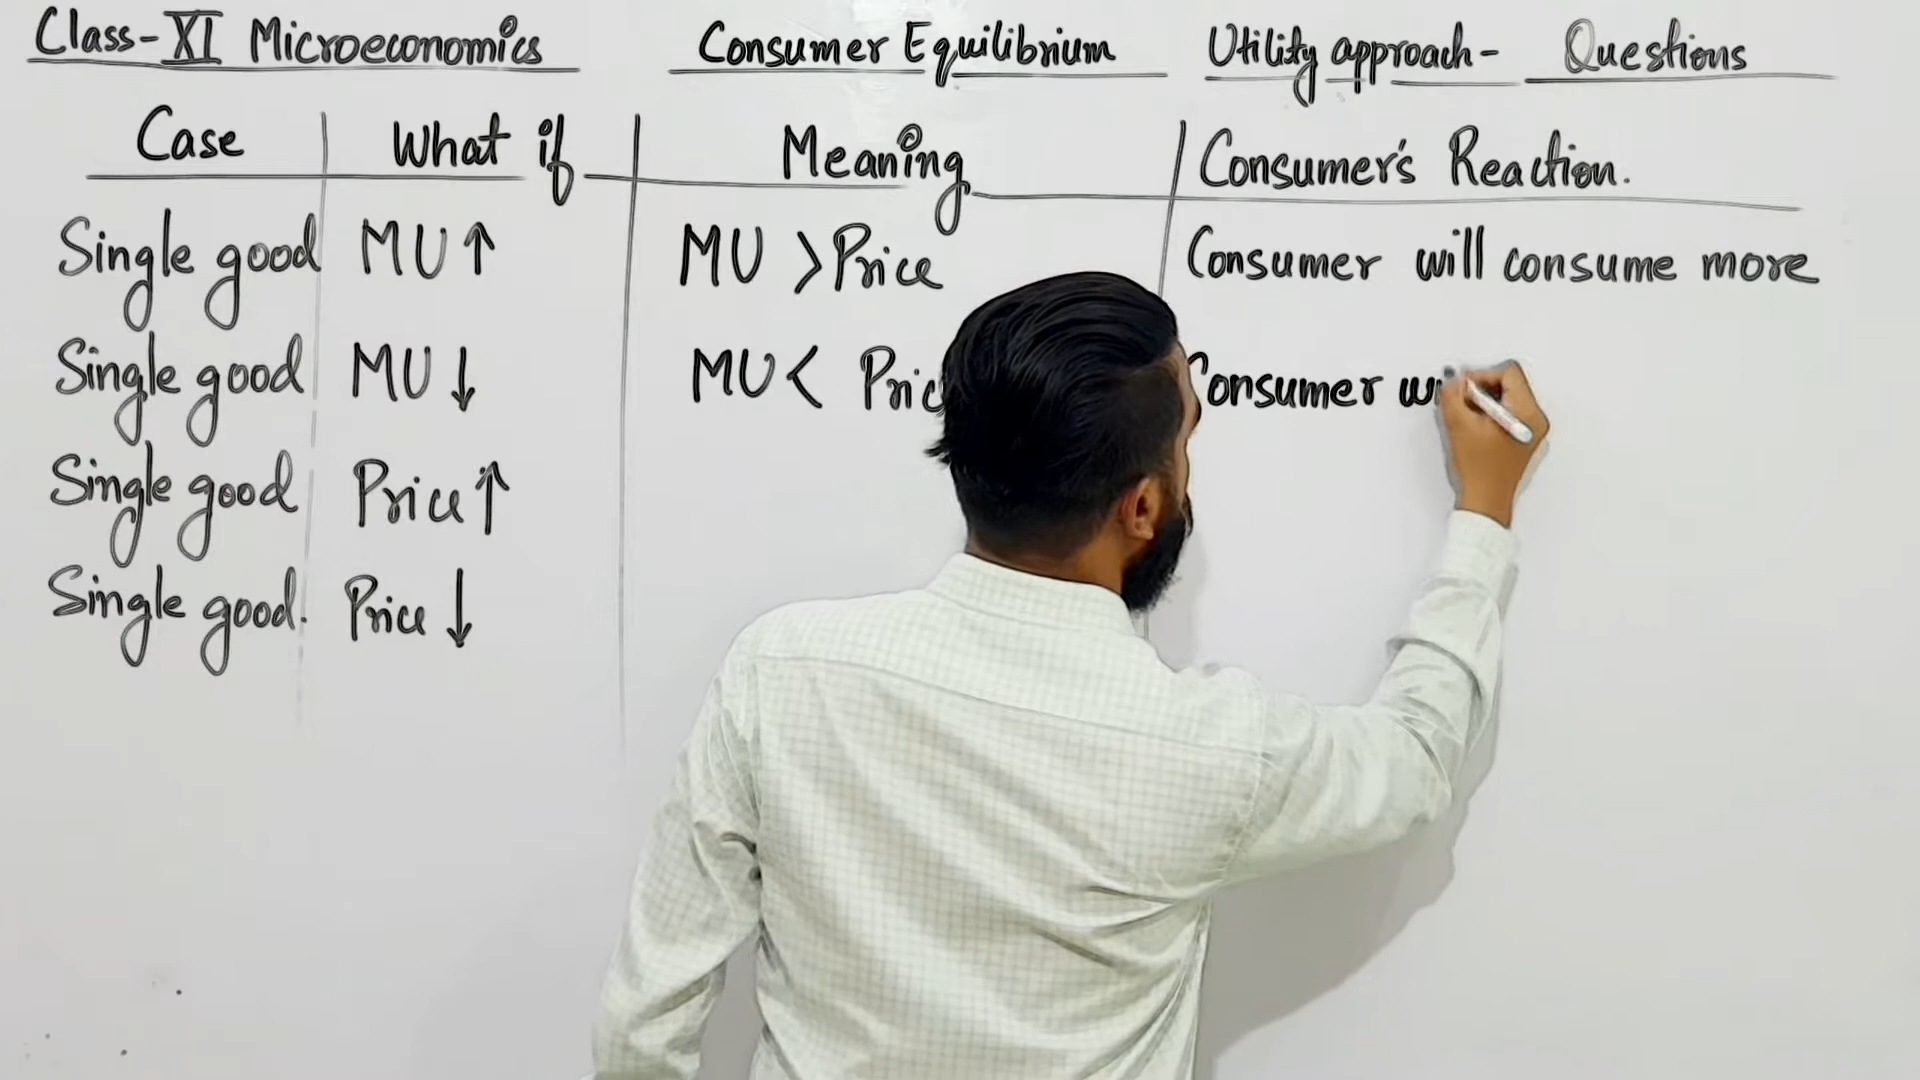 Class-XI Microeconomics Consumer Equilibrium Utility approach- Questions
Case What if Meaning Consumer's Reaction.
Single good MU↑ MU >Price Consumer will consume more
Single good MU↓ MU< Consumer
Single good Price↑
Single good. Price↓